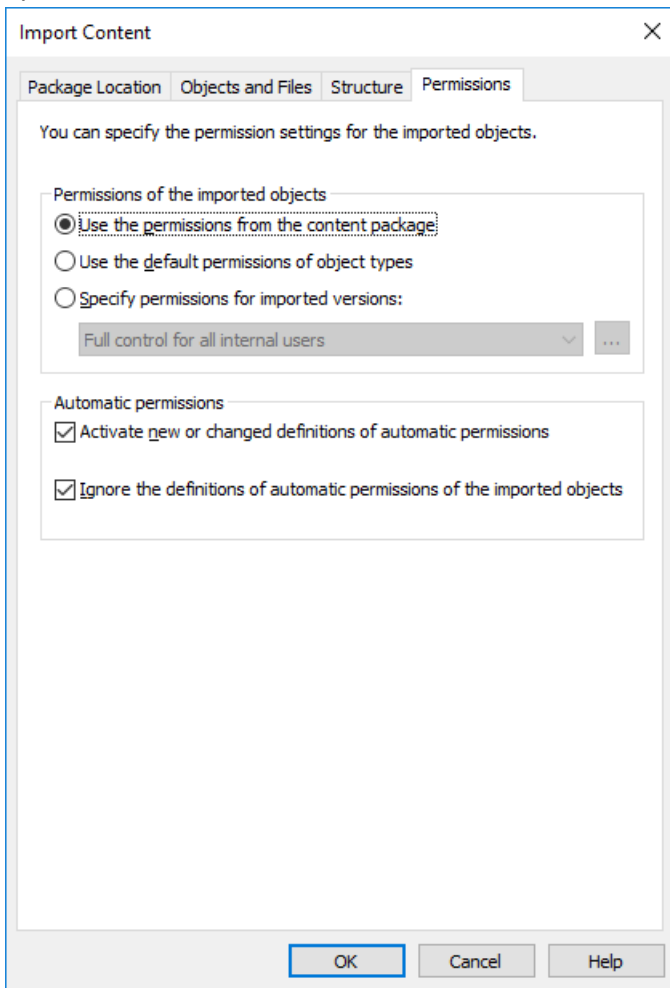 Import Content
Package Location Objects and Files Structure Permissions
You can specify the permission settings for the imported objects.
Permissions of the imported objects
Use the permissions from the content package
Use the default permissions of object types
Specify permissions for imported versions:
Full control for all internal users ...
Automatic permissions
Activate new or changed definitions of automatic permissions
Ignore the definitions of automatic permissions of the imported objects
OK Cancel Help